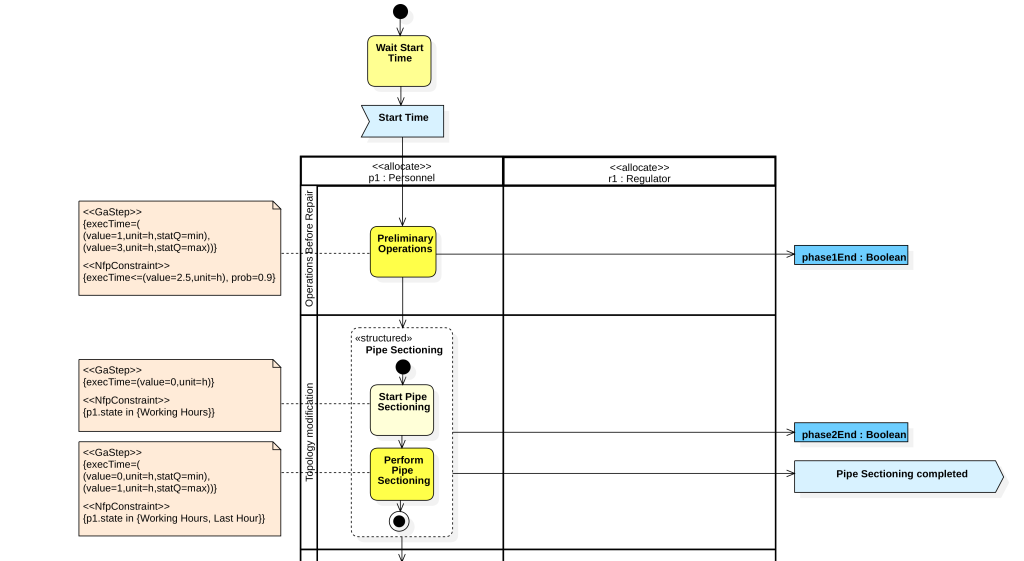 Wait Start
Time
Start Time
<<allocate>>
p1 : Personnel
<<allocate>>
r1 : Regulator
Operations Before Repair
<<GaStep>>
{execTime=(
(value=1,unit=h,statQ=min),
(value=3,unit=h,statQ=max))}
<<NfpConstraint>>
{execTime<=(value=2.5,unit=h), prob=0.9}
Preliminary
Operations
phase1End : Boolean
Topology modification
«structured»
Pipe Sectioning
<<GaStep>>
{execTime=(value=0,unit=h)}
<<NfpConstraint>>
{p1.state in {Working Hours}}
Start Pipe
Sectioning
phase2End : Boolean
<<GaStep>>
{execTime=(
(value=0,unit=h,statQ=min),
(value=1,unit=h,statQ=max))}
<<NfpConstraint>>
{p1.state in {Working Hours, Last Hour}}
Perform
Pipe
Sectioning
Pipe Sectioning completed